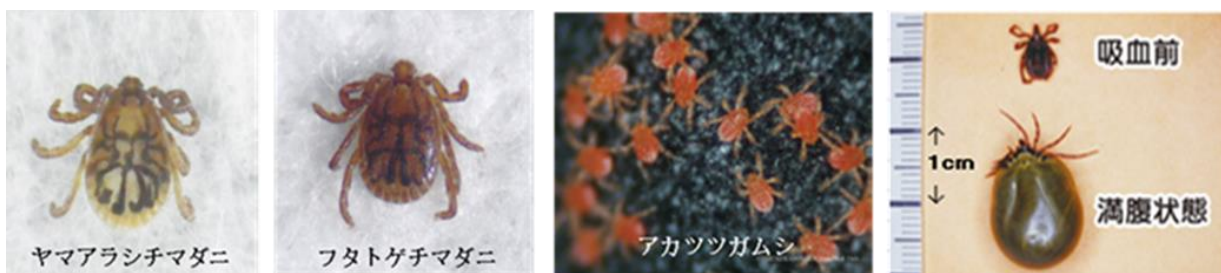 ヤマアラシチマダニ
フタトゲチマダニ
アカツツガムシ
吸血前
1cm
満腹状態